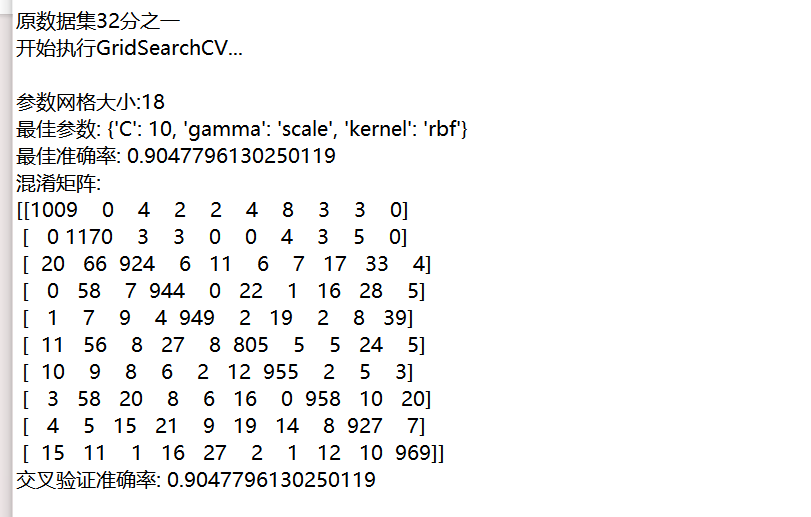 原数据集32分之一
开始执行GridSearchCV...
参数网格大小:18
最佳参数: {'C': 10, 'gamma': 'scale', 'kernel': 'rbf'}
最佳准确率: 0.9047796130250119
混淆矩阵:
[[1009 0 4 2 2 4 8 3 3 0]
[ 0 1170 3 3 0 0 4 3 5 0]
[ 20 66 924 6 11 6 7 17 33 4]
[ 0 58 7 944 0 22 1 16 28 5]
[ 1 7 9 4 949 2 19 2 8 39]
[ 11 56 8 27 8 805 5 5 24 5]
[ 10 9 8 6 2 12 955 2 5 3]
[ 3 58 20 8 6 16 0 958 10 20]
[ 4 5 15 21 9 19 14 8 927 7]
[ 15 11 1 16 27 2 1 12 10 969]]
交叉验证准确率: 0.9047796130250119